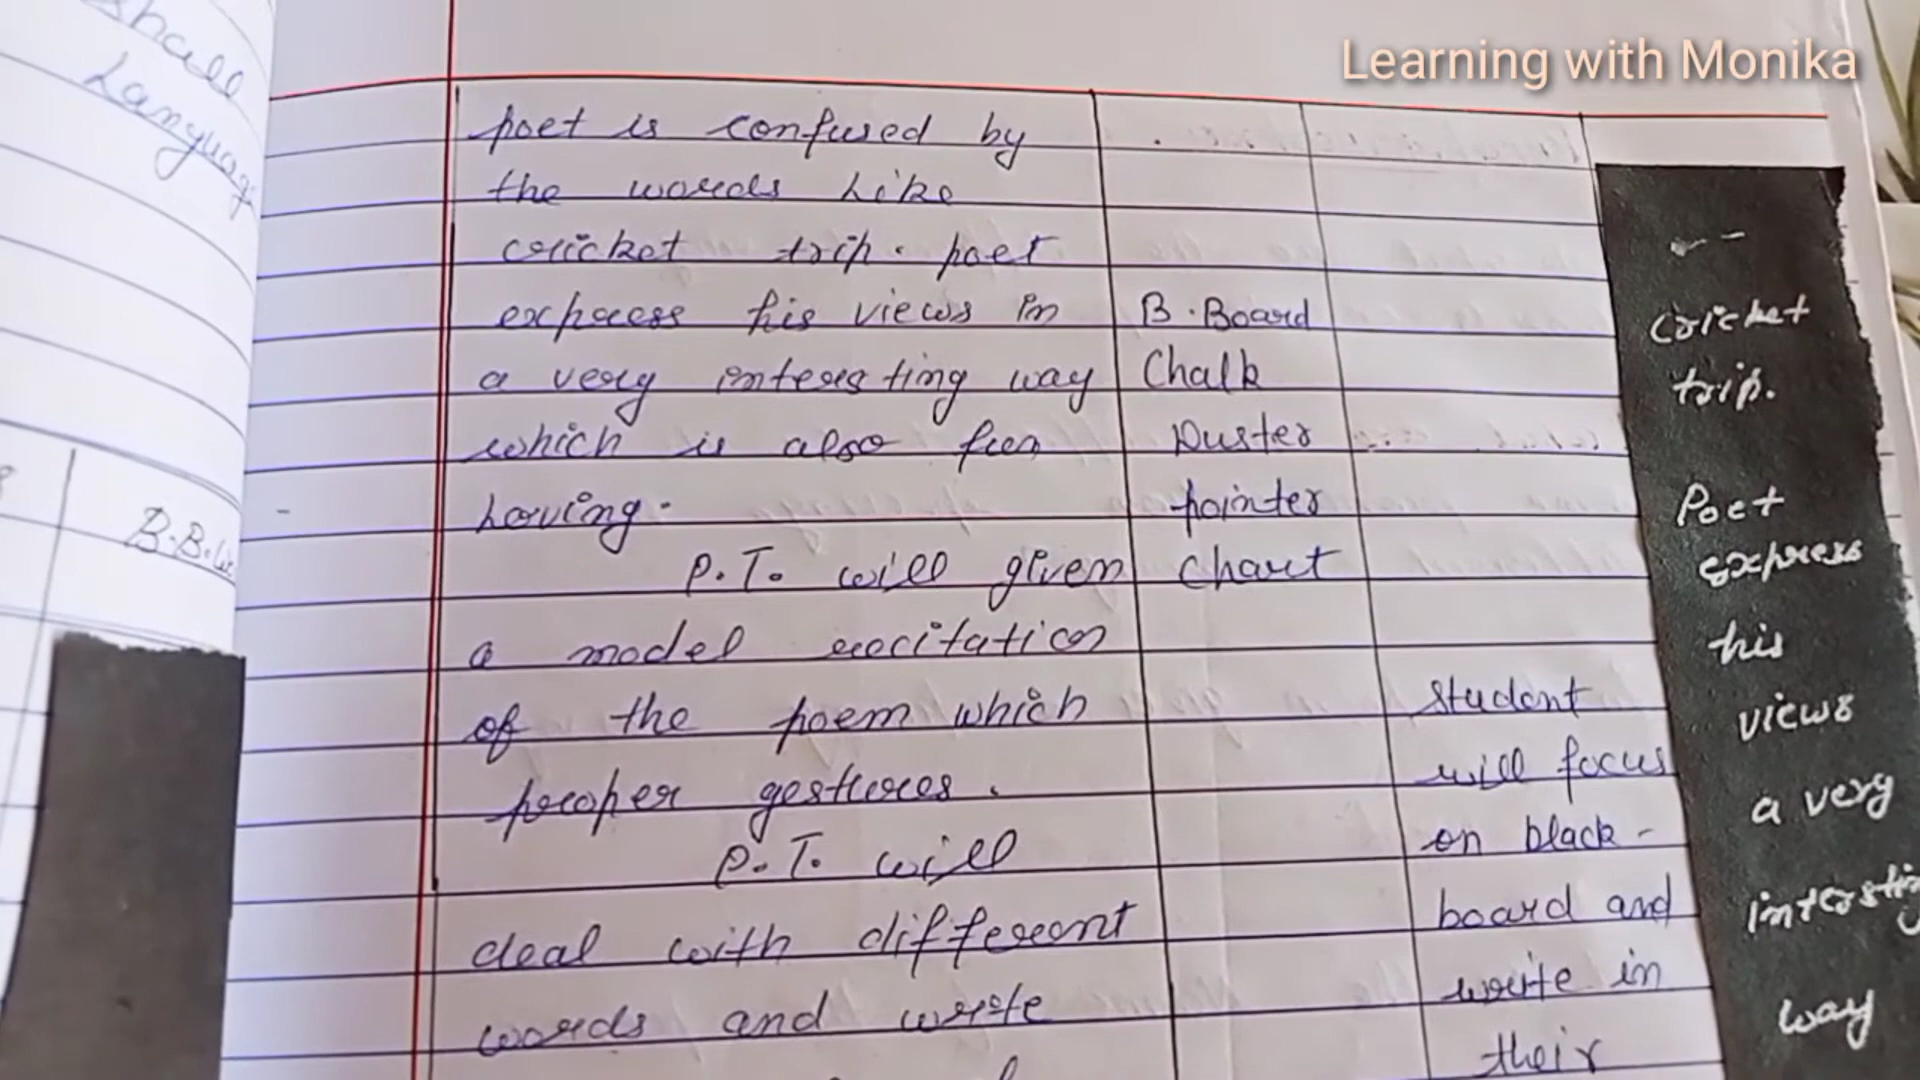 Learning with Monika
shall
Language
B.B.
poet is confused by
the words like
cricket trip. poet
express his views in
a very interesting way
which is also fun
loving.
P.T. will given
a model recitation
of the poem which
proper gestures.
P.T. will
deal with different
words and write
B.Board
Chalk
Duster
pointer
Chart
student
will focus
on black-
board and
write in
their
cricket
trip.
Poet
express
his
views
a very
way